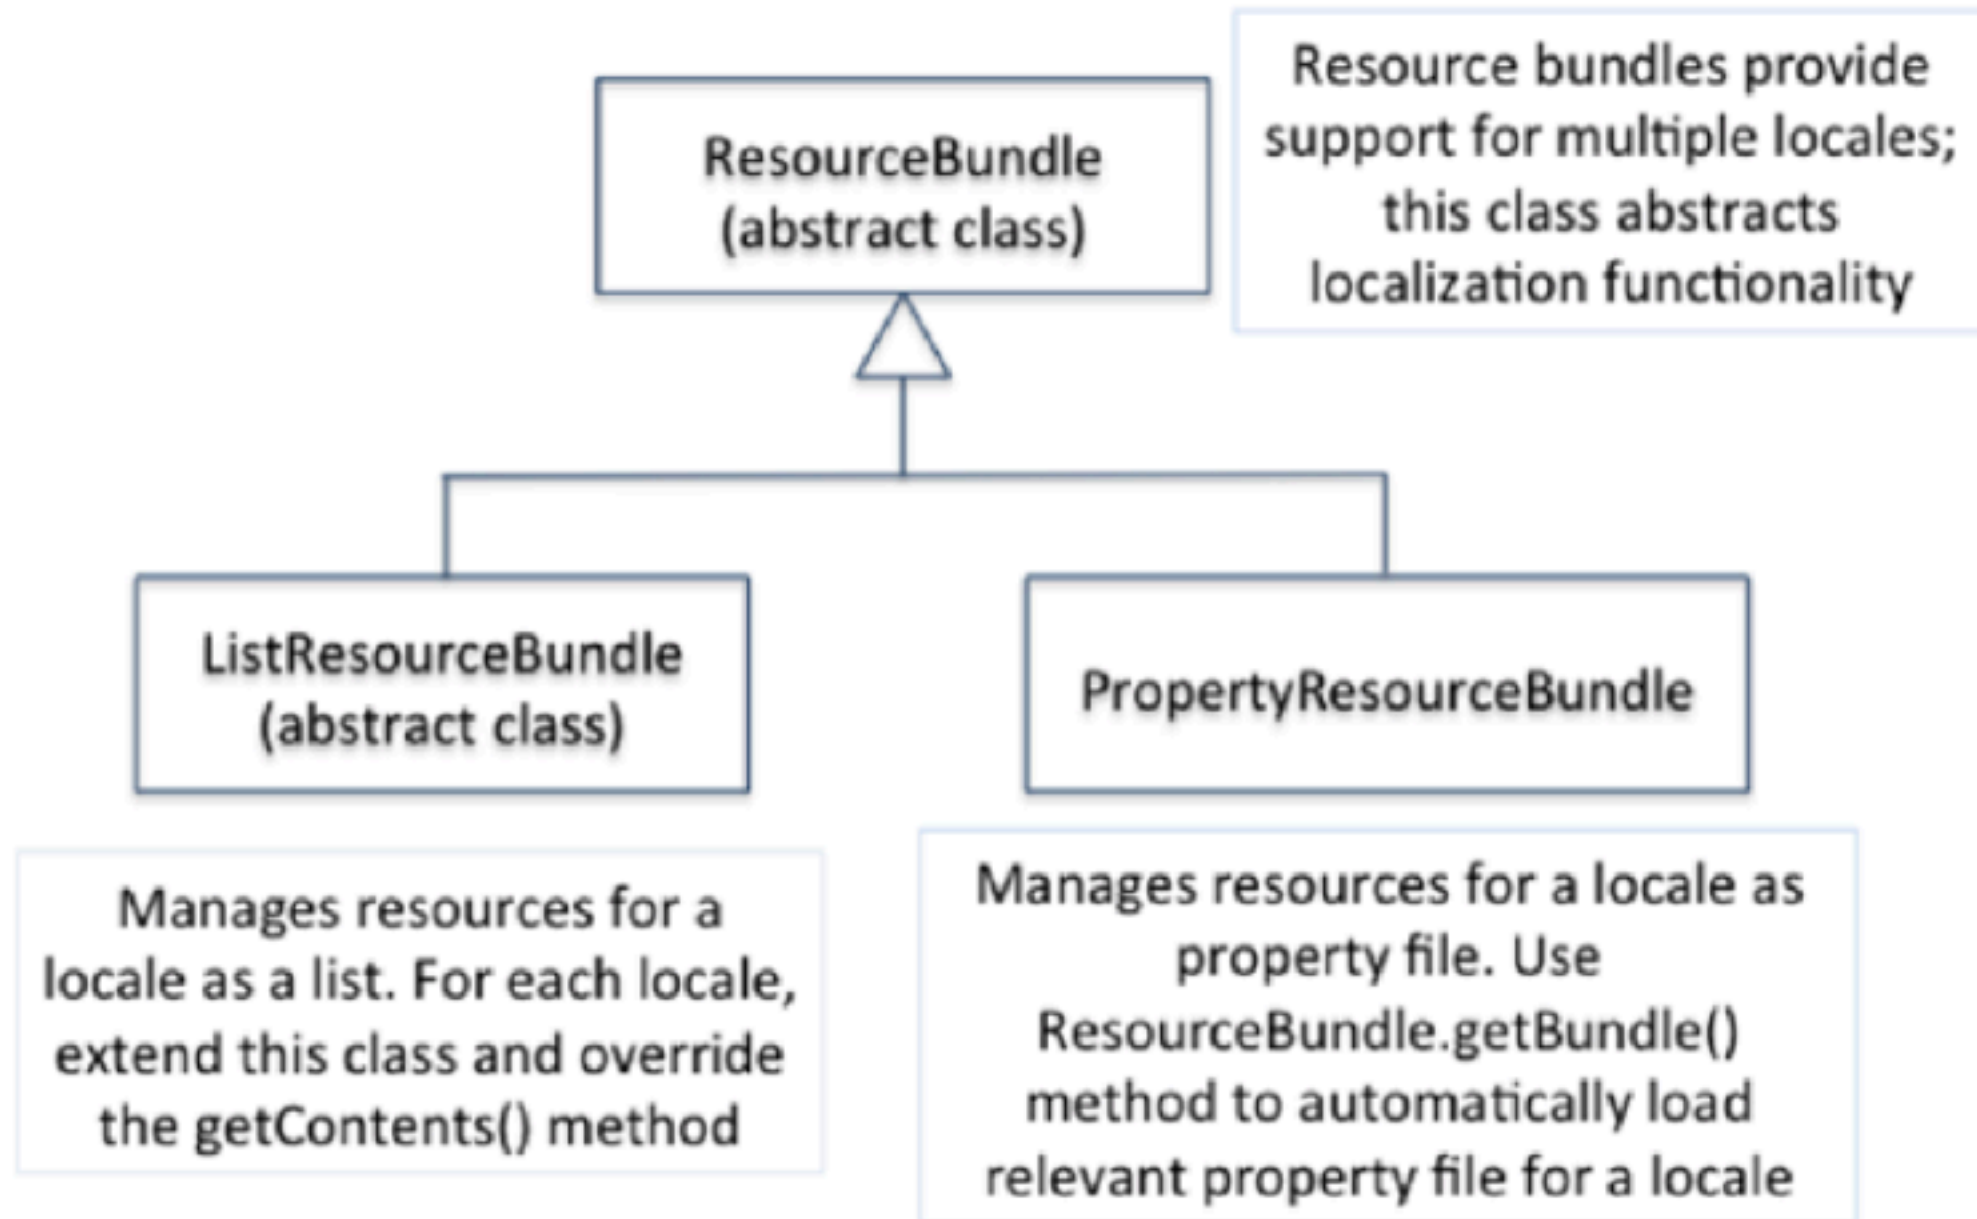 ResourceBundle
(abstract class)
Resource bundles provide
support for multiple locales;
this class abstracts
localization functionality
ListResourceBundle
(abstract class)
PropertyResourceBundle
Manages resources for a
locale as a list. For each locale,
extend this class and override
the getContents() method
Manages resources for a locale as
property file. Use
ResourceBundle.getBundle()
method to automatically load
relevant property file for a locale